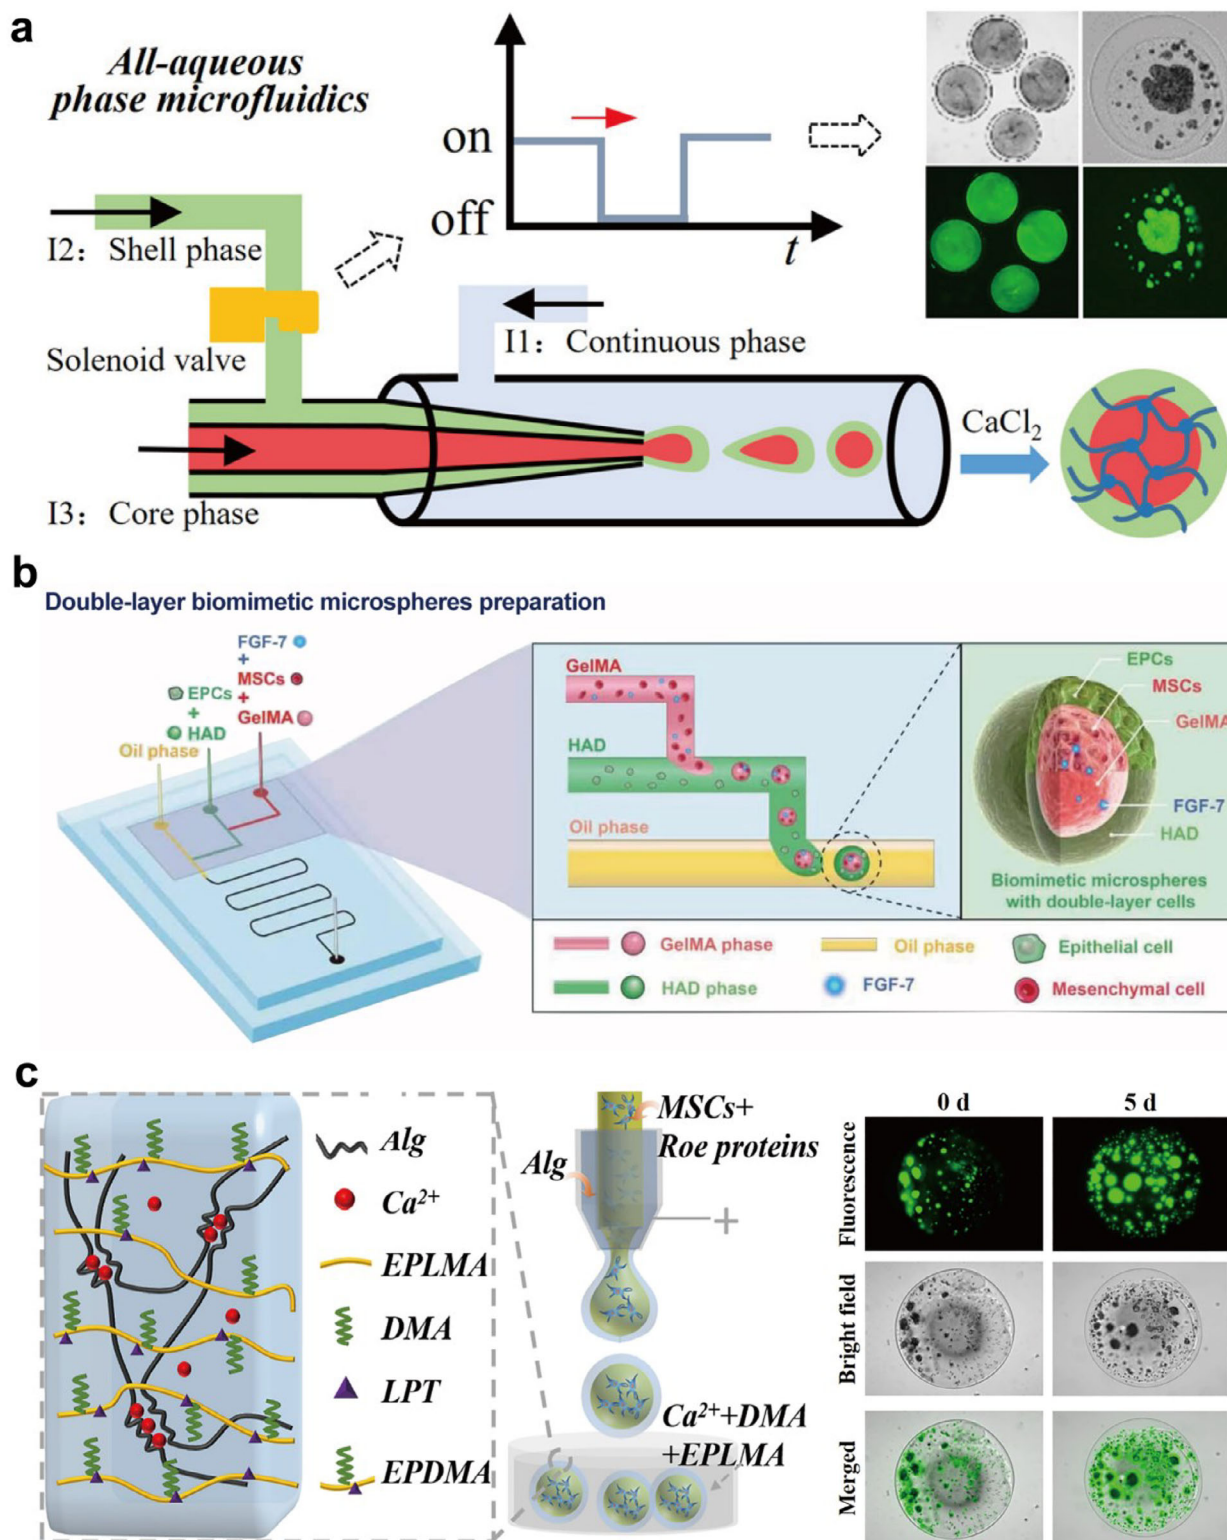 a
All-aqueous
phase microfluidics
on
off
t
I2: Shell phase
Solenoid valve
I1: Continuous phase
I3: Core phase
CaCl₂
b
Double-layer biomimetic microspheres preparation
FGF-7
+
MSCs
+
GelMA
EPCs
+
HAD
Oil phase
GelMA
HAD
Oil phase
EPCs
MSCs
GelMA
FGF-7
HAD
Biomimetic microspheres
with double-layer cells
GelMA phase
Oil phase
Epithelial cell
HAD phase
FGF-7
Mesenchymal cell
c
Alg
Ca²⁺
EPLMA
DMA
LPT
EPDMA
MSCs+
Roe proteins
Alg
+
Ca²⁺+DMA
+EPLMA
0 d
5 d
Fluorescence
Bright field
Merged